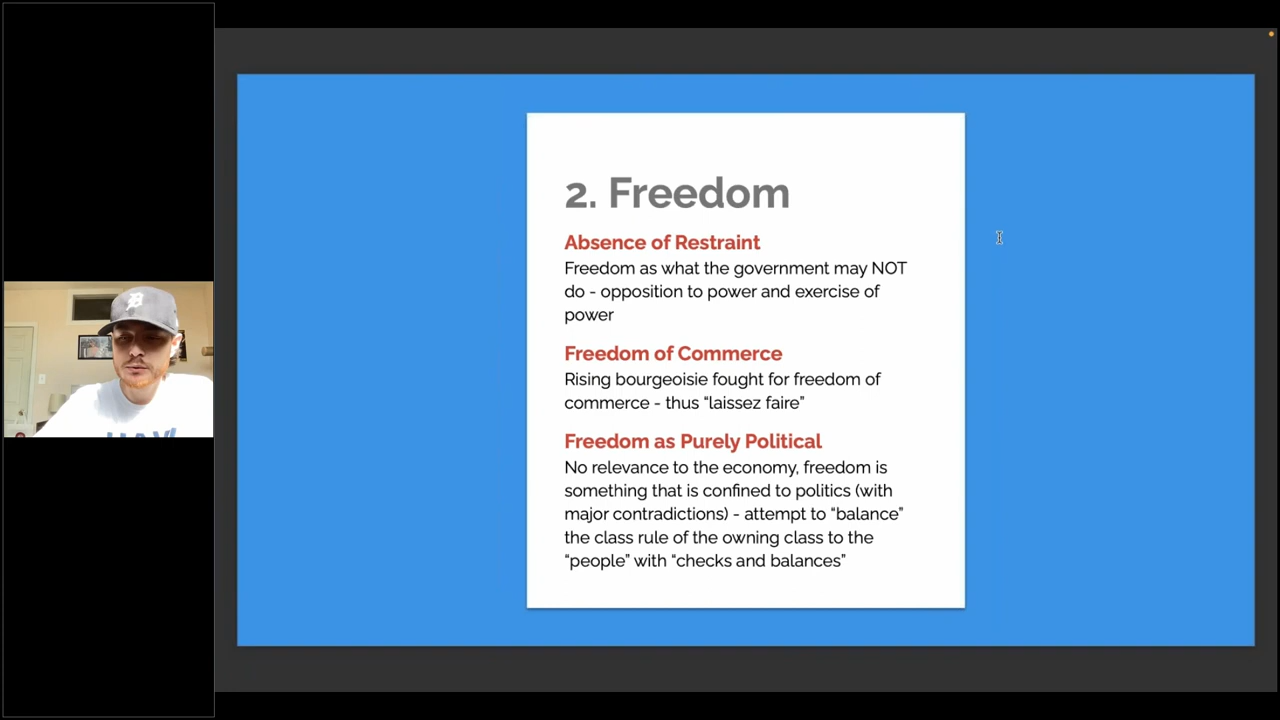 2. Freedom
Absence of Restraint
Freedom as what the government may NOT
do - opposition to power and exercise of
power
Freedom of Commerce
Rising bourgeoisie fought for freedom of
commerce - thus “laissez faire”
Freedom as Purely Political
No relevance to the economy, freedom is
something that is confined to politics (with
major contradictions) - attempt to “balance”
the class rule of the owning class to the
“people” with “checks and balances”